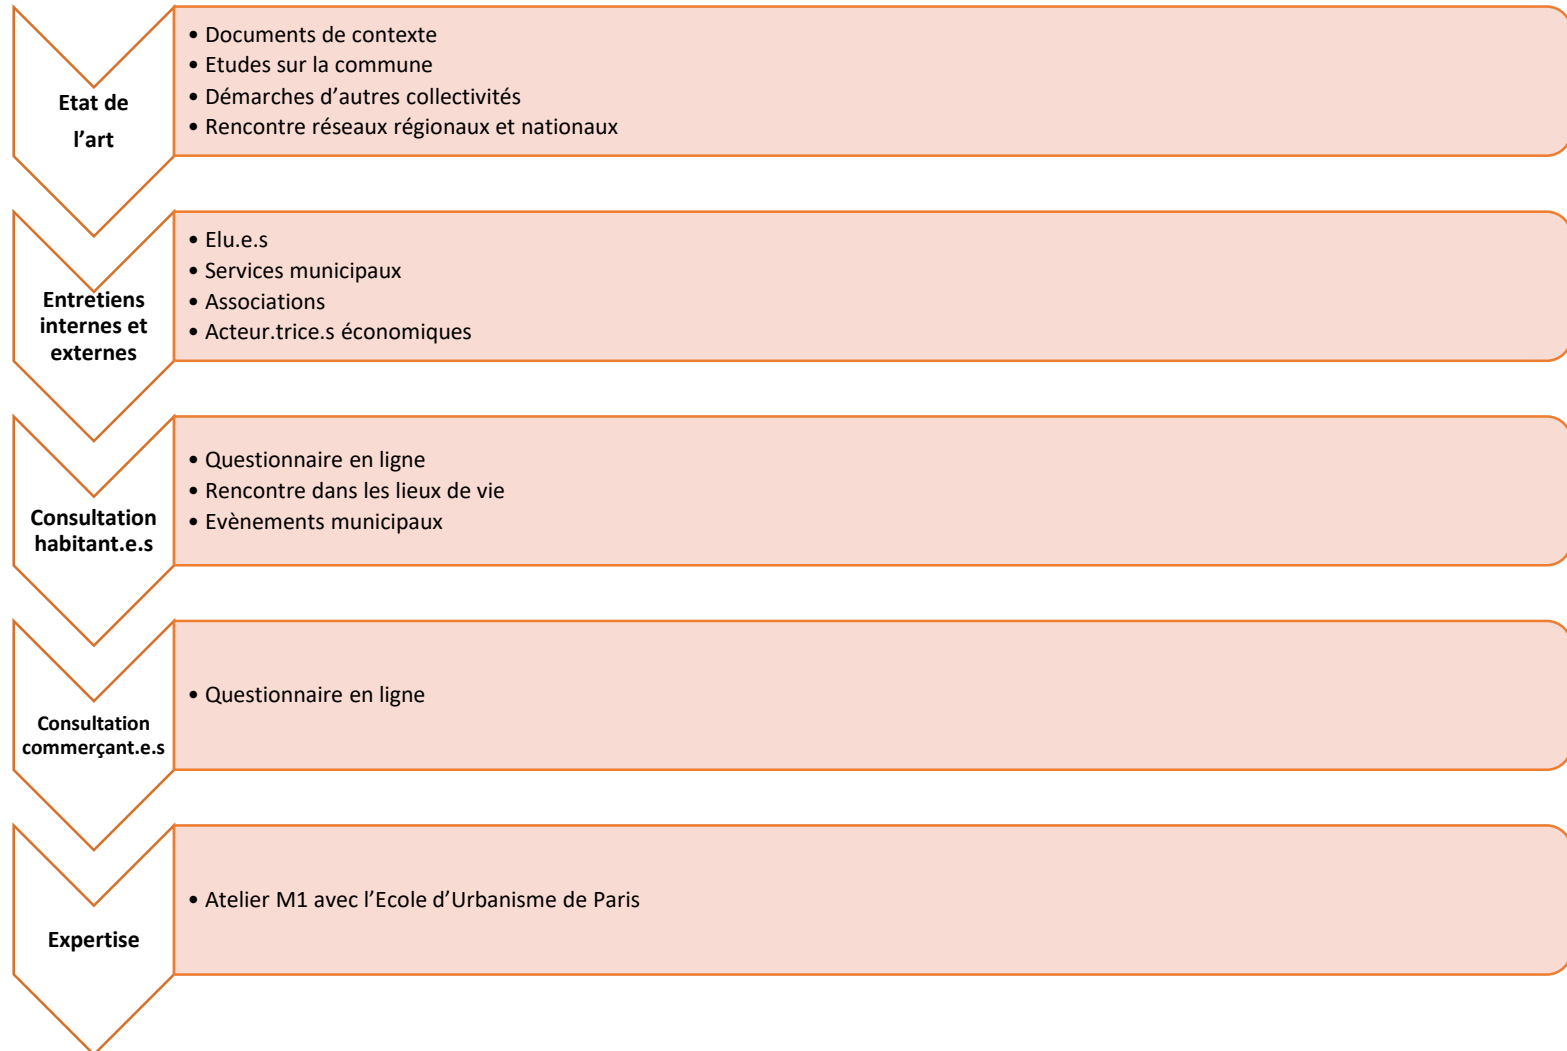 Etat de
l’art
• Documents de contexte
• Etudes sur la commune
• Démarches d’autres collectivités
• Rencontre réseaux régionaux et nationaux
Entretiens
internes et
externes
• Elu.e.s
• Services municipaux
• Associations
• Acteur.trice.s économiques
Consultation
habitant.e.s
• Questionnaire en ligne
• Rencontre dans les lieux de vie
• Evènements municipaux
Consultation
commerçant.e.s
• Questionnaire en ligne
Expertise
• Atelier M1 avec l’Ecole d’Urbanisme de Paris